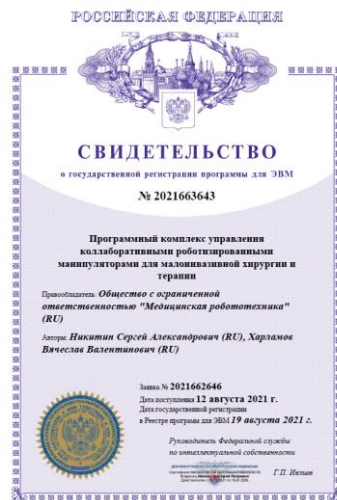 РОССИЙСКАЯ ФЕДЕРАЦИЯ
СВИДЕТЕЛЬСТВО
о государственной регистрации программы для ЭВМ
№ 2021663643
Программный комплекс управления
коллаборативными роботизированными
манипуляторами для малоинвазивной хирургии и
терапии
Правообладатель: Общество с ограниченной
ответственностью "Медицинская робототехника"
(RU)
Авторы: Никитин Сергей Александрович (RU), Харламов
Вячеслав Валентинович (RU)
Заявка № 2021662646
Дата поступления 12 августа 2021 г.
Дата государственной регистрации
в Реестре программ для ЭВМ 19 августа 2021 г.
Руководитель Федеральной службы
по интеллектуальной собственности
Г.П. Ивлиев